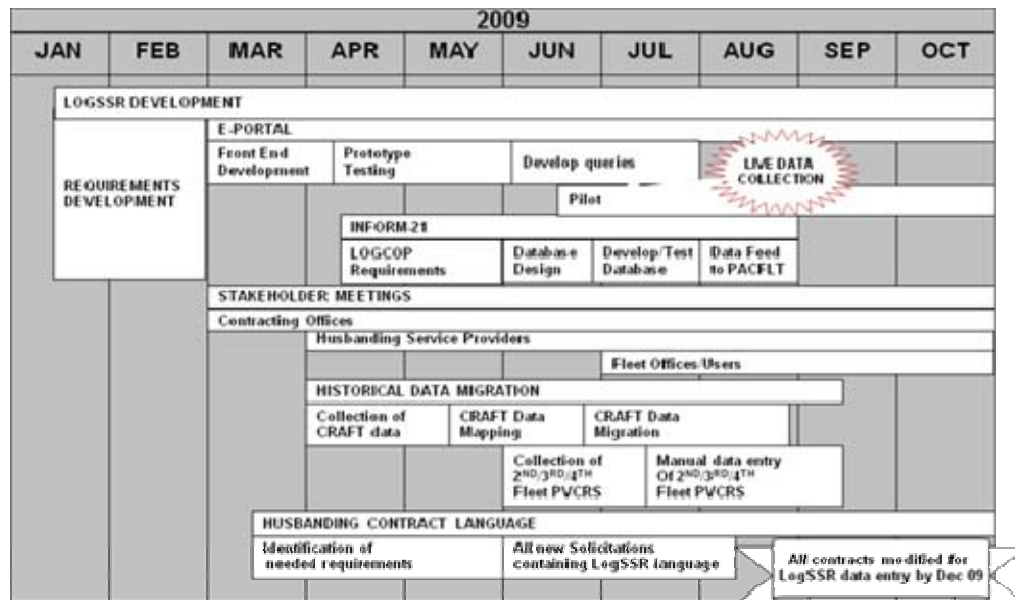 2009
JAN FEB MAR APR MAY JUN JUL AUG SEP OCT
LOGSSR DEVELOPMENT
REQUIREMENTS
DEVELOPMENT
E-PORTAL
Front End
Development
Prototype
Testing
Develop queries
LIVE DATA
COLLECTION
Pilot
INFORM-21
LOGCOP
Requirements
Database
Design
Develop/Test
Database
Data Feed
to PACFLT
STAKEHOLDER MEETINGS
Contracting Offices
Husbanding Service Providers
Fleet Offices/Users
HISTORICAL DATA MIGRATION
Collection of
CRAFT data
CRAFT Data
Mapping
CRAFT Data
Migration
Collection of
2ND/3RD/4TH
Fleet PWCRS
Manual data entry
Of 2ND/3RD/4TH
Fleet PWCRS
HUSBANDING CONTRACT LANGUAGE
Identification of
needed requirements
All new Solicitations
containing LogSSR language
All contracts modified for
LogSSR data entry by Dec 09